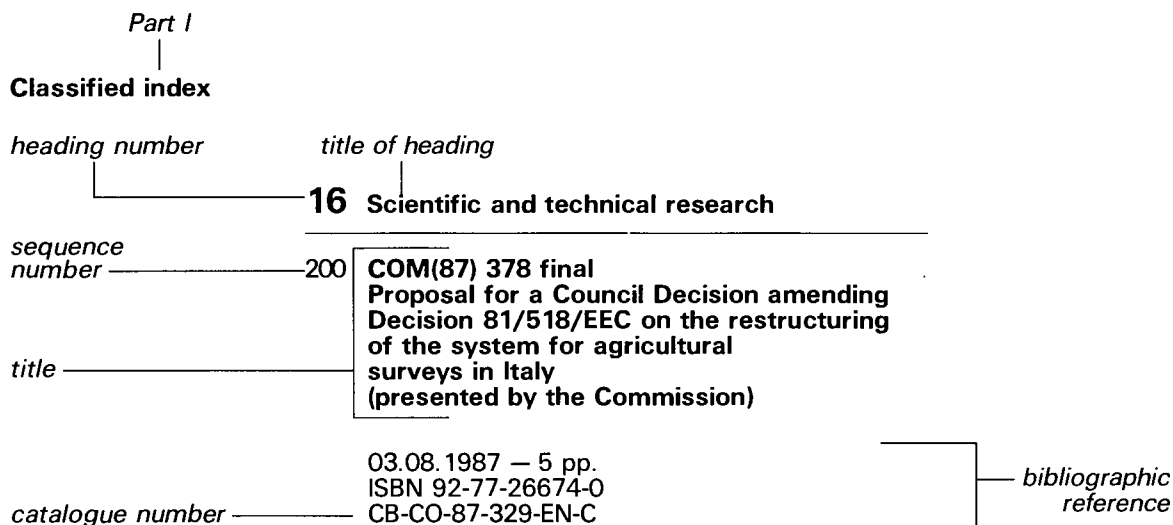 Part I
Classified index
heading number title of heading
16 Scientific and technical research
sequence
number 200 COM(87) 378 final
Proposal for a Council Decision amending
Decision 81/518/EEC on the restructuring
of the system for agricultural
title surveys in Italy
(presented by the Commission)
03.08.1987 — 5 pp.
ISBN 92-77-26674-0
bibliographic
reference
catalogue number CB-CO-87-329-EN-C